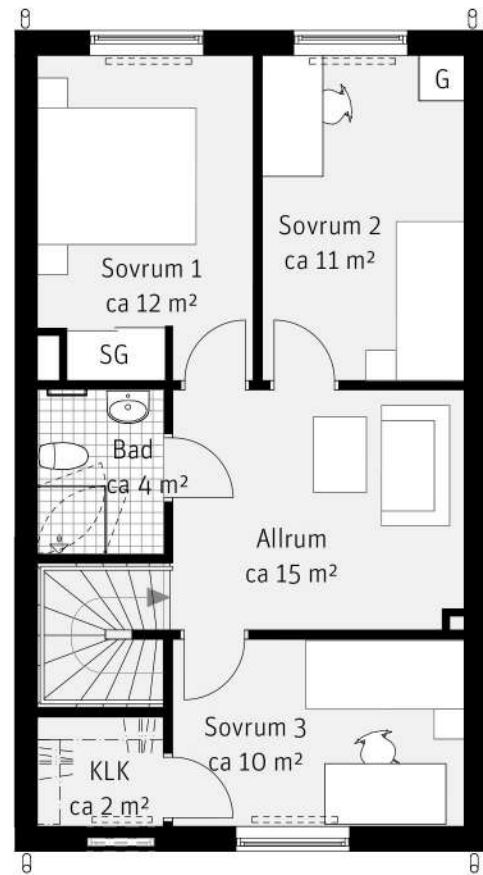 G
Sovrum 2
ca 11 m²
Sovrum 1
ca 12 m²
SG
Bad
ca 4 m²
Allrum
ca 15 m²
Sovrum 3
ca 10 m²
KLK
ca 2 m²